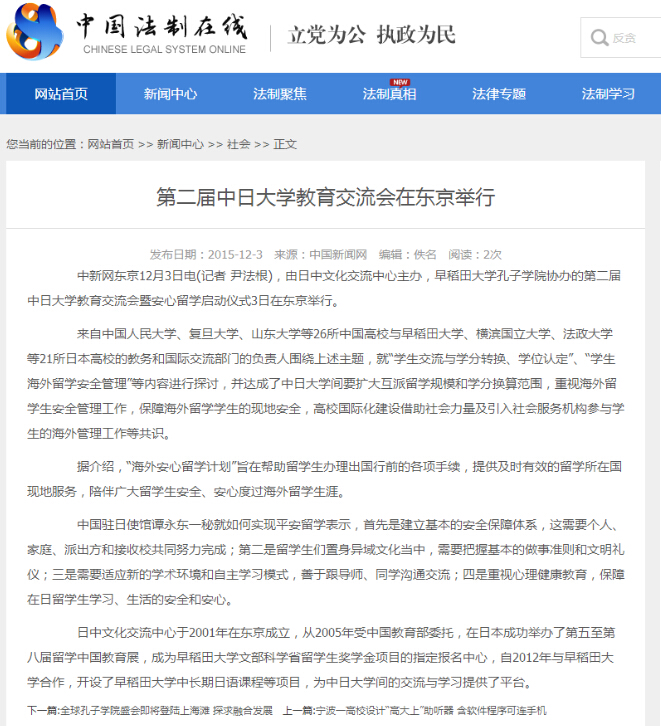 中国法制在线
CHINESE LEGAL SYSTEM ONLINE
立党为公 执政为民
反贪
网站首页 新闻中心 法制聚焦 法制真相 NEW 法律专题 法制学习
您当前的位置：网站首页 >> 新闻中心 >> 社会 >> 正文
第二届中日大学教育交流会在东京举行
发布日期：2015-12-3 来源：中国新闻网 编辑：佚名 阅读：2次
中新网东京12月3日电(记者 尹法根)，由日中文化交流中心主办，早稻田大学孔子学院协办的第二届
中日大学教育交流会暨安心留学启动仪式3日在东京举行。
来自中国人民大学、复旦大学、山东大学等26所中国高校与早稻田大学、横滨国立大学、法政大学
等21所日本高校的教务和国际交流部门的负责人围绕上述主题，就“学生交流与学分转换、学位认定”、“学生
海外留学安全管理”等内容进行探讨，并达成了中日大学间要扩大互派留学规模和学分换算范围，重视海外留
学生安全管理工作，保障海外留学学生的现地安全，高校国际化建设借助社会力量及引入社会服务机构参与学
生的海外管理工作等共识。
据介绍，“海外安心留学计划”旨在帮助留学生办理出国行前的各项手续，提供及时有效的留学所在国
现地服务，陪伴广大留学生安全、安心度过海外留学生涯。
中国驻日使馆谭永东一秘就如何实现平安留学表示，首先是建立基本的安全保障体系，这需要个人、
家庭、派出方和接收校共同努力完成；第二是留学生们置身异域文化当中，需要把握基本的做事准则和文明礼
仪；三是需要适应新的学术环境和自主学习模式，善于跟导师、同学沟通交流；四是重视心理健康教育，保障
在日留学生学习、生活的安全和安心。
日中文化交流中心于2001年在东京成立，从2005年受中国教育部委托，在日本成功举办了第五至第
八届留学中国教育展，成为早稻田大学文部科学省留学生奖学金项目的指定报名中心，自2012年与早稻田大
学合作，开设了早稻田大学中长期日语课程等项目，为中日大学间的交流与学习提供了平台。
下一篇:全球孔子学院盛会即将登陆上海滩 探求融合发展 上一篇:宁波一高校设计“高大上”助听器 含软件程序可连手机